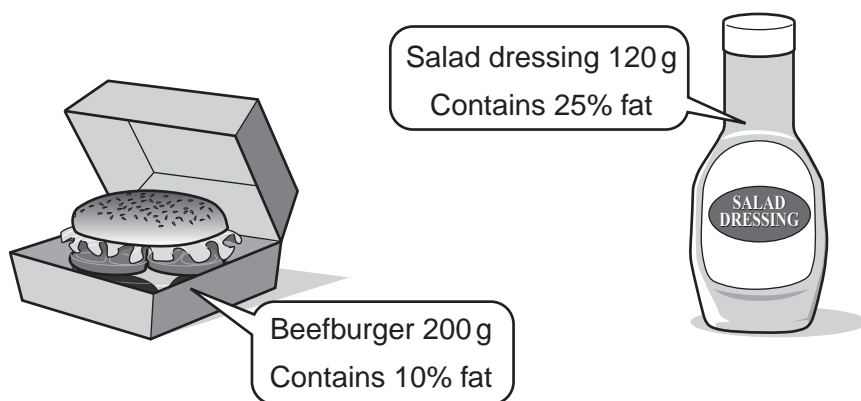 Salad dressing 120 g
Contains 25% fat
SALAD
DRESSING
Beefburger 200 g
Contains 10% fat